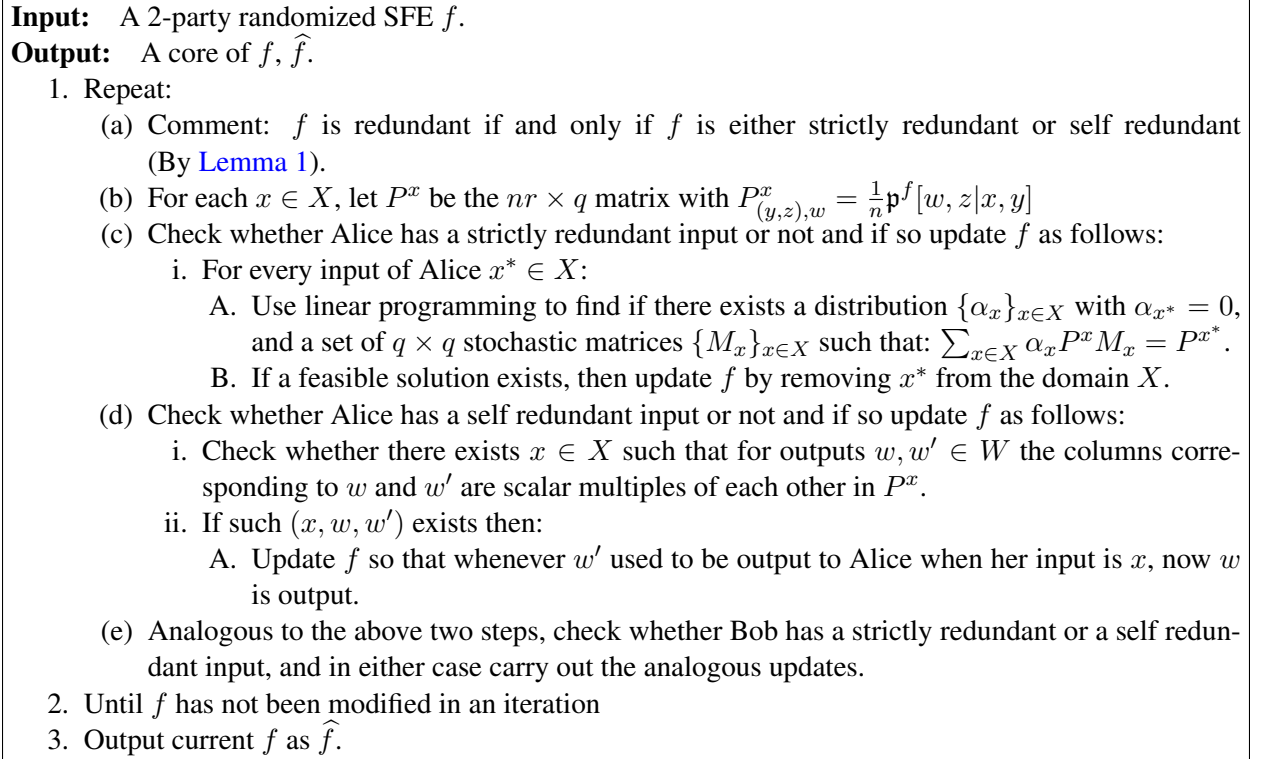 Input: A 2-party randomized SFE f.
Output: A core of f, f̂.
1. Repeat:
(a) Comment: f is redundant if and only if f is either strictly redundant or self redundant
(By Lemma 1).
(b) For each x ∈ X, let P^x be the nr × q matrix with P^x_{(y,z),w} = \frac{1}{n} 𝔭^f[w, z|x, y]
(c) Check whether Alice has a strictly redundant input or not and if so update f as follows:
i. For every input of Alice x* ∈ X:
A. Use linear programming to find if there exists a distribution {α_x}_{x∈X} with α_{x*} = 0,
and a set of q × q stochastic matrices {M_x}_{x∈X} such that: ∑_{x∈X} α_x P^x M_x = P^{x*}.
B. If a feasible solution exists, then update f by removing x* from the domain X.
(d) Check whether Alice has a self redundant input or not and if so update f as follows:
i. Check whether there exists x ∈ X such that for outputs w, w′ ∈ W the columns corre-
sponding to w and w′ are scalar multiples of each other in P^x.
ii. If such (x, w, w′) exists then:
A. Update f so that whenever w′ used to be output to Alice when her input is x, now w
is output.
(e) Analogous to the above two steps, check whether Bob has a strictly redundant or a self redun-
dant input, and in either case carry out the analogous updates.
2. Until f has not been modified in an iteration
3. Output current f as f̂.